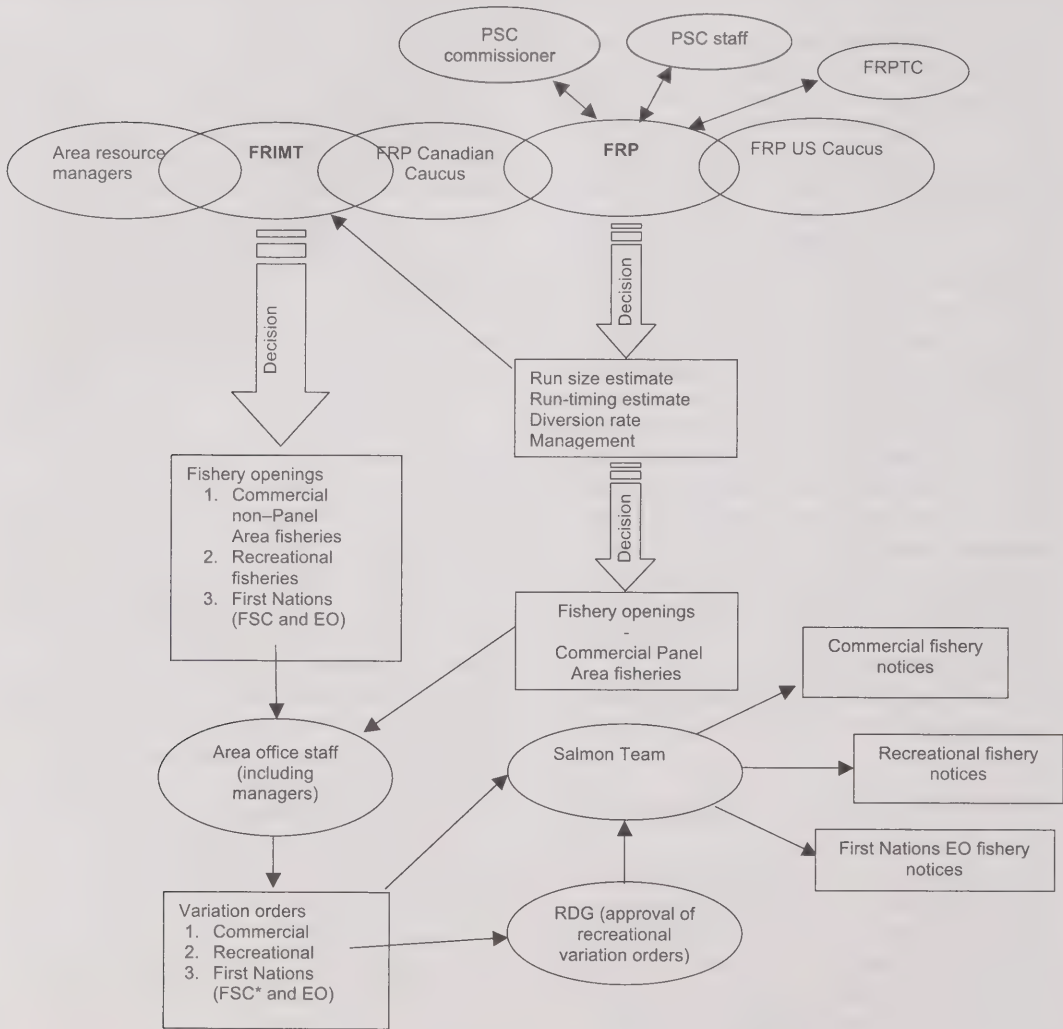 PSC
commissioner
PSC staff
FRPTC
Area resource
managers
FRIMT
FRP Canadian
Caucus
FRP
FRP US Caucus
Decision
Decision
Run size estimate
Run-timing estimate
Diversion rate
Management
Fishery openings
1. Commercial
non–Panel
Area fisheries
2. Recreational
fisheries
3. First Nations
(FSC and EO)
Decision
Fishery openings
-
Commercial Panel
Area fisheries
Commercial fishery
notices
Area office staff
(including
managers)
Salmon Team
Recreational fishery
notices
First Nations EO fishery
notices
Variation orders
1. Commercial
2. Recreational
3. First Nations
(FSC* and EO)
RDG (approval of
recreational
variation orders)